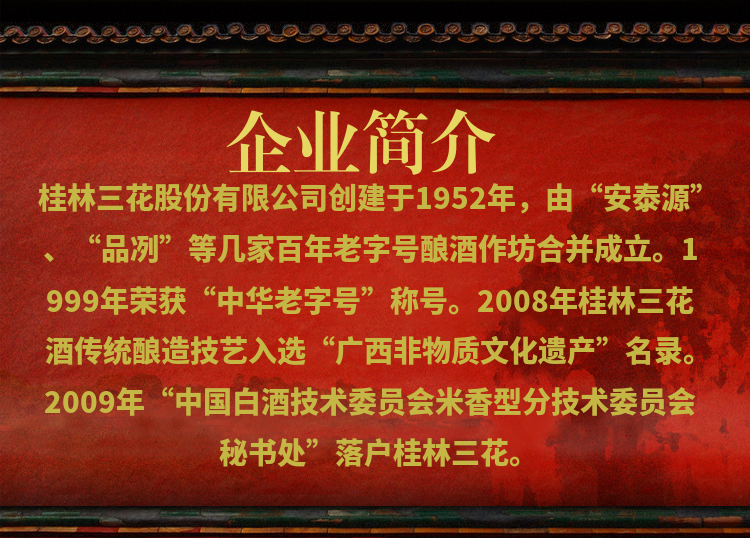 企业简介
桂林三花股份有限公司创建于1952年，由“安泰源”
、“品冽”等几家百年老字号酿酒作坊合并成立。1
999年荣获“中华老字号”称号。2008年桂林三花
酒传统酿造技艺入选“广西非物质文化遗产”名录。
2009年“中国白酒技术委员会米香型分技术委员会
秘书处”落户桂林三花。